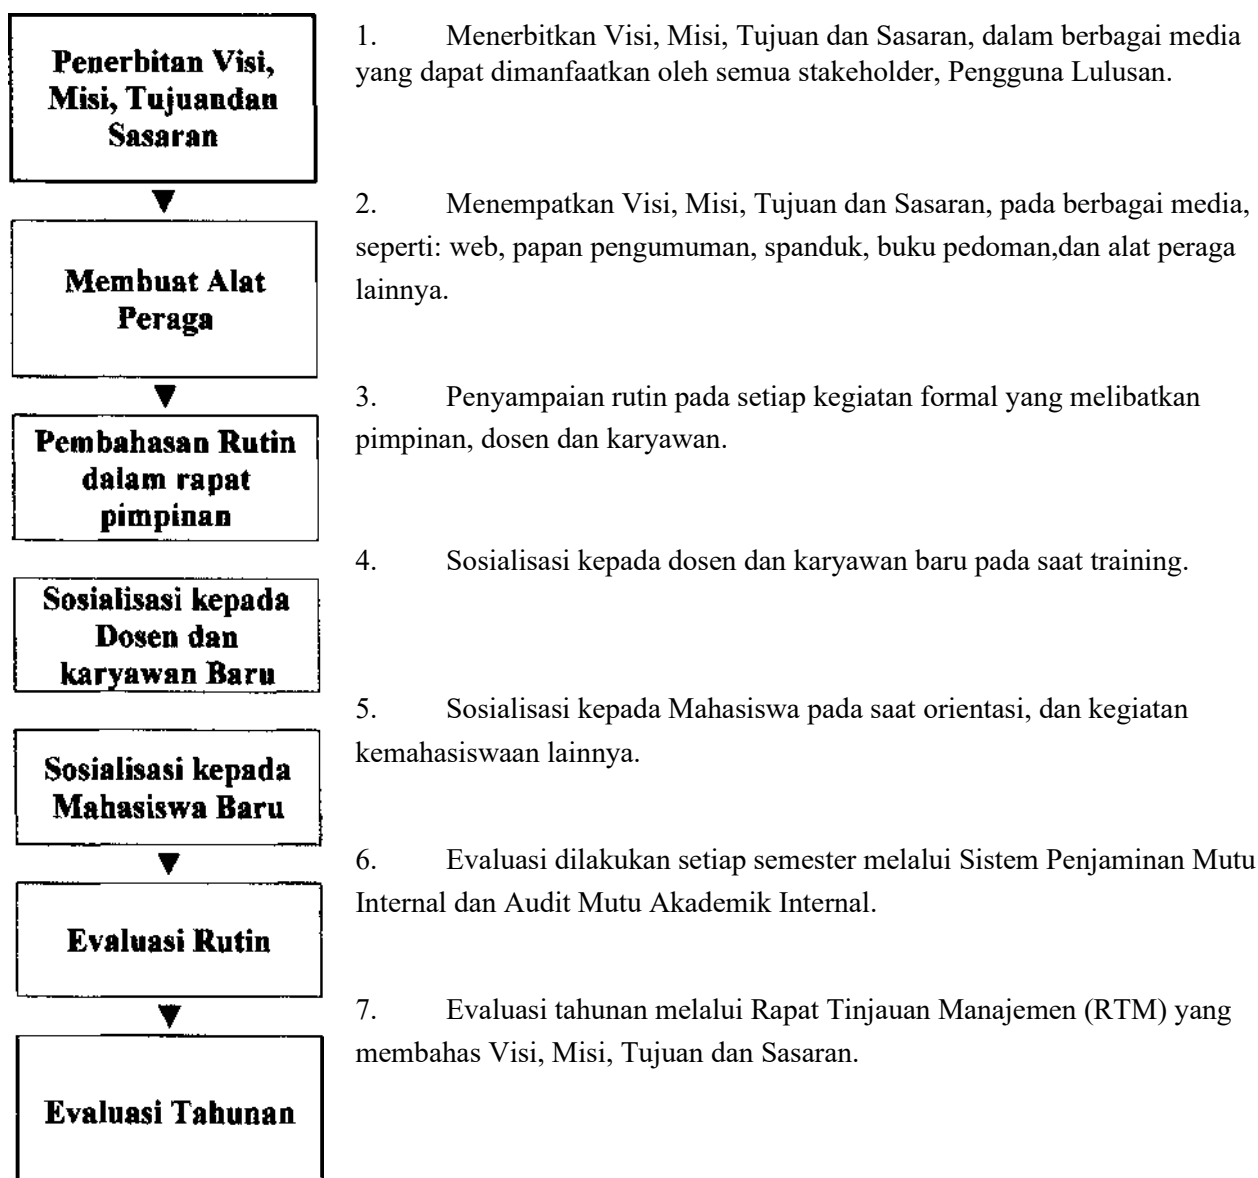 Penerbitan Visi,
Misi, Tujuandan
Sasaran
1. Menerbitkan Visi, Misi, Tujuan dan Sasaran, dalam berbagai media
yang dapat dimanfaatkan oleh semua stakeholder, Pengguna Lulusan.
Membuat Alat
Peraga
2. Menempatkan Visi, Misi, Tujuan dan Sasaran, pada berbagai media,
seperti: web, papan pengumuman, spanduk, buku pedoman,dan alat peraga
lainnya.
Pembahasan Rutin
dalam rapat
pimpinan
3. Penyampaian rutin pada setiap kegiatan formal yang melibatkan
pimpinan, dosen dan karyawan.
Sosialisasi kepada
Dosen dan
karyawan Baru
4. Sosialisasi kepada dosen dan karyawan baru pada saat training.
Sosialisasi kepada
Mahasiswa Baru
5. Sosialisasi kepada Mahasiswa pada saat orientasi, dan kegiatan
kemahasiswaan lainnya.
Evaluasi Rutin
6. Evaluasi dilakukan setiap semester melalui Sistem Penjaminan Mutu
Internal dan Audit Mutu Akademik Internal.
Evaluasi Tahunan
7. Evaluasi tahunan melalui Rapat Tinjauan Manajemen (RTM) yang
membahas Visi, Misi, Tujuan dan Sasaran.